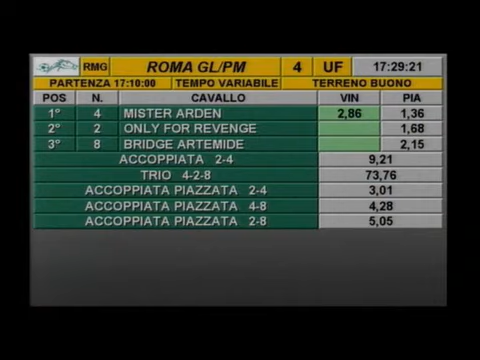 RMG ROMA GL/PM 4 UF 17:29:21
PARTENZA 17:10:00 TEMPO VARIABILE TERRENO BUONO
POS N. CAVALLO VIN PIA
1° 4 MISTER ARDEN 2,86 1,36
2° 2 ONLY FOR REVENGE 1,68
3° 8 BRIDGE ARTEMIDE 2,15
ACCOPPIATA 2-4 9,21
TRIO 4-2-8 73,76
ACCOPPIATA PIAZZATA 2-4 3,01
ACCOPPIATA PIAZZATA 4-8 4,28
ACCOPPIATA PIAZZATA 2-8 5,05